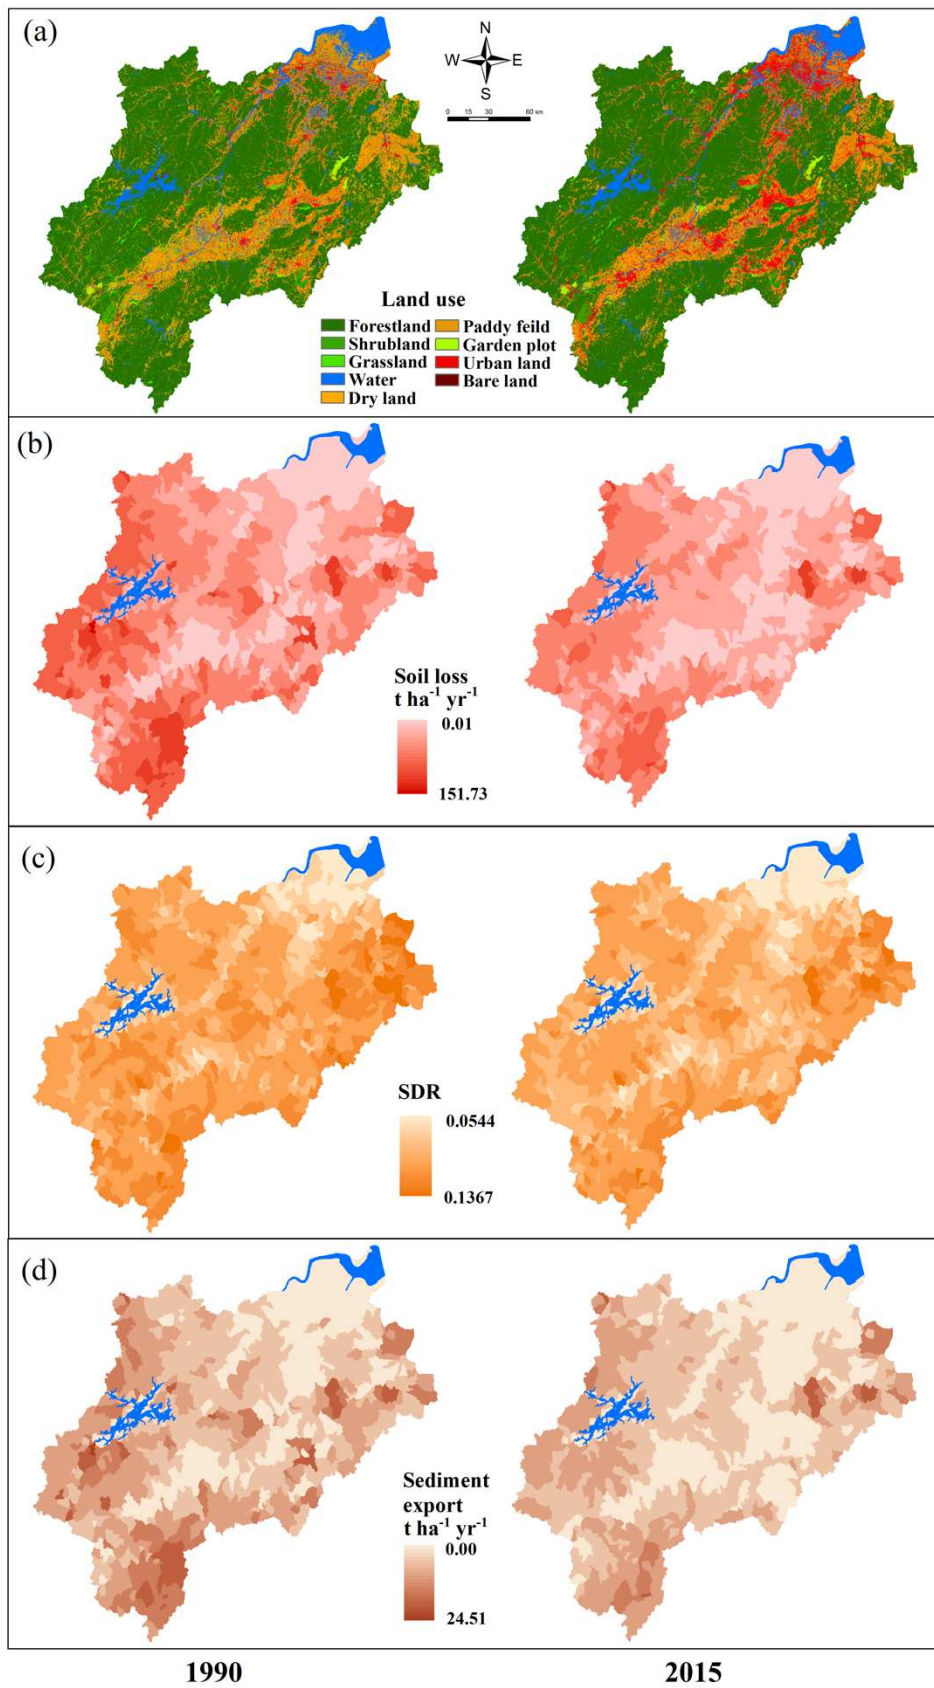 (a)
N
W E
S
0 15 30 60 km
Land use
Forestland Paddy feild
Shrubland Garden plot
Grassland Urban land
Water Bare land
Dry land
(b)
Soil loss
t ha⁻¹ yr⁻¹
0.01
151.73
(c)
SDR
0.0544
0.1367
(d)
Sediment
export
t ha⁻¹ yr⁻¹
0.00
24.51
1990 2015